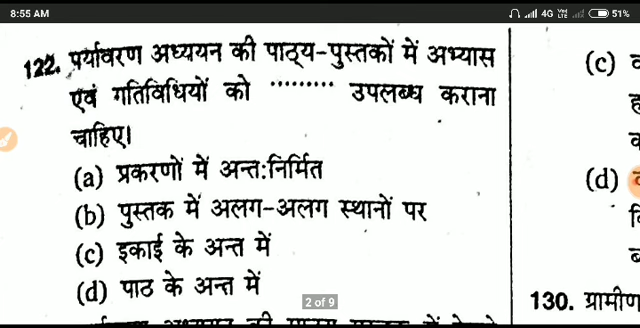 8:55 AM
4G VoLTE 51%
122. पर्यावरण अध्ययन की पाठ्य-पुस्तकों में अभ्यास
एवं गतिविधियों को ········· उपलब्ध कराना
चाहिए।
(a) प्रकरणों में अन्त:निर्मित
(b) पुस्तक में अलग-अलग स्थानों पर
(c) इकाई के अन्त में
(d) पाठ के अन्त में
2 of 9
(c)
(d)
130. ग्रामीण